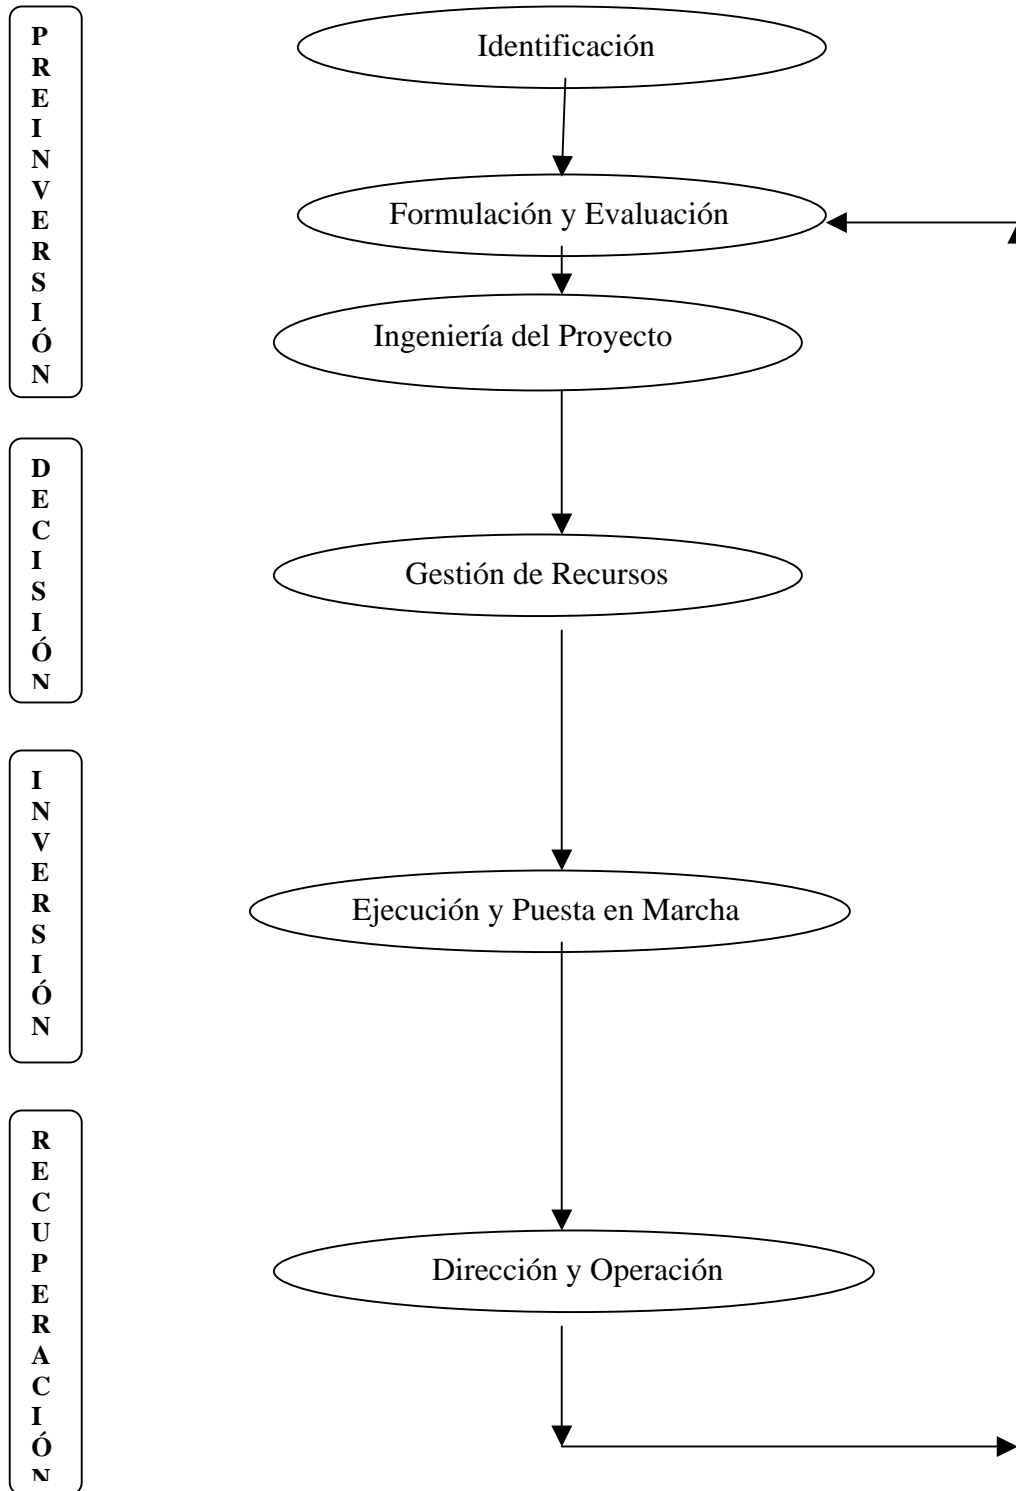 PREINVERSIÓN
Identificación
Formulación y Evaluación
Ingeniería del Proyecto
DECISIÓN
Gestión de Recursos
INVERSIÓN
Ejecución y Puesta en Marcha
RECUPERACIÓN
Dirección y Operación